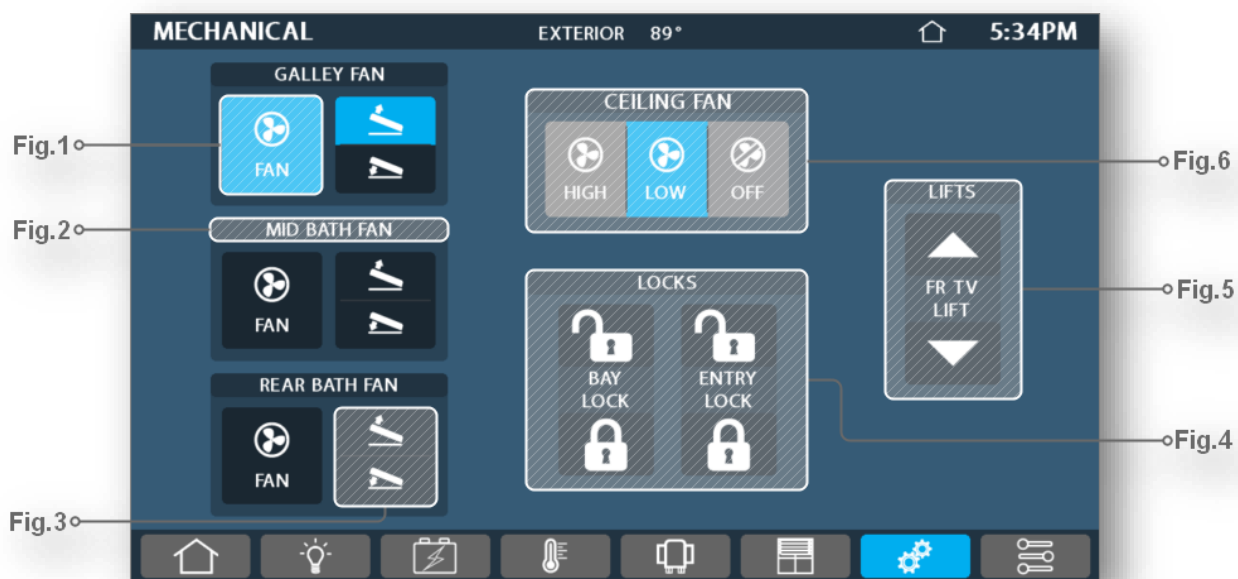 MECHANICAL
EXTERIOR 89°
5:34PM
GALLEY FAN
FAN
Fig.1
MID BATH FAN
Fig.2
FAN
REAR BATH FAN
FAN
Fig.3
CEILING FAN
HIGH
LOW
OFF
Fig.6
LOCKS
BAY
LOCK
ENTRY
LOCK
Fig.4
LIFTS
FR TV
LIFT
Fig.5